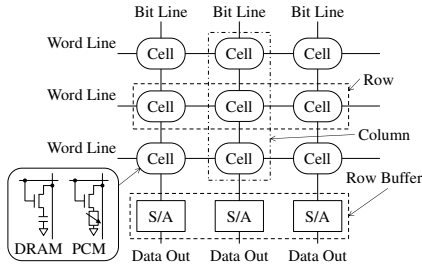 Bit Line Bit Line Bit Line
Word Line Cell Cell Cell
Row
Word Line Cell Cell Cell
Column
Word Line Cell Cell Cell
Row Buffer
S/A S/A S/A
DRAM PCM
Data Out Data Out Data Out